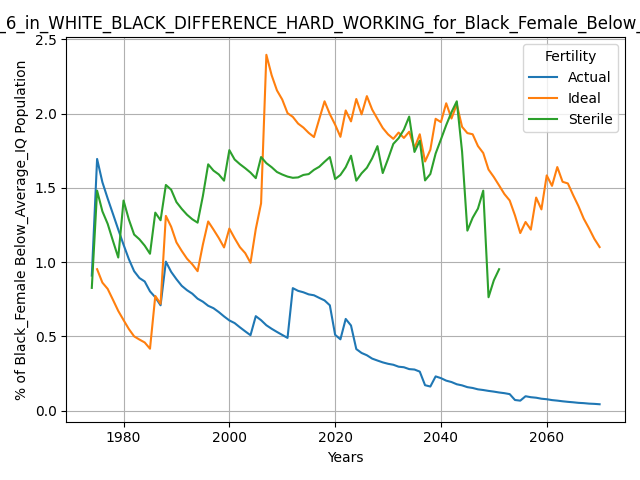 _6_in_WHITE_BLACK_DIFFERENCE_HARD_WORKING_for_Black_Female_Below_
2.5
2.0
1.5
1.0
0.5
0.0
% of Black_Female Below_Average_IQ Population
Fertility
Actual
Ideal
Sterile
1980
2000
2020
2040
2060
Years